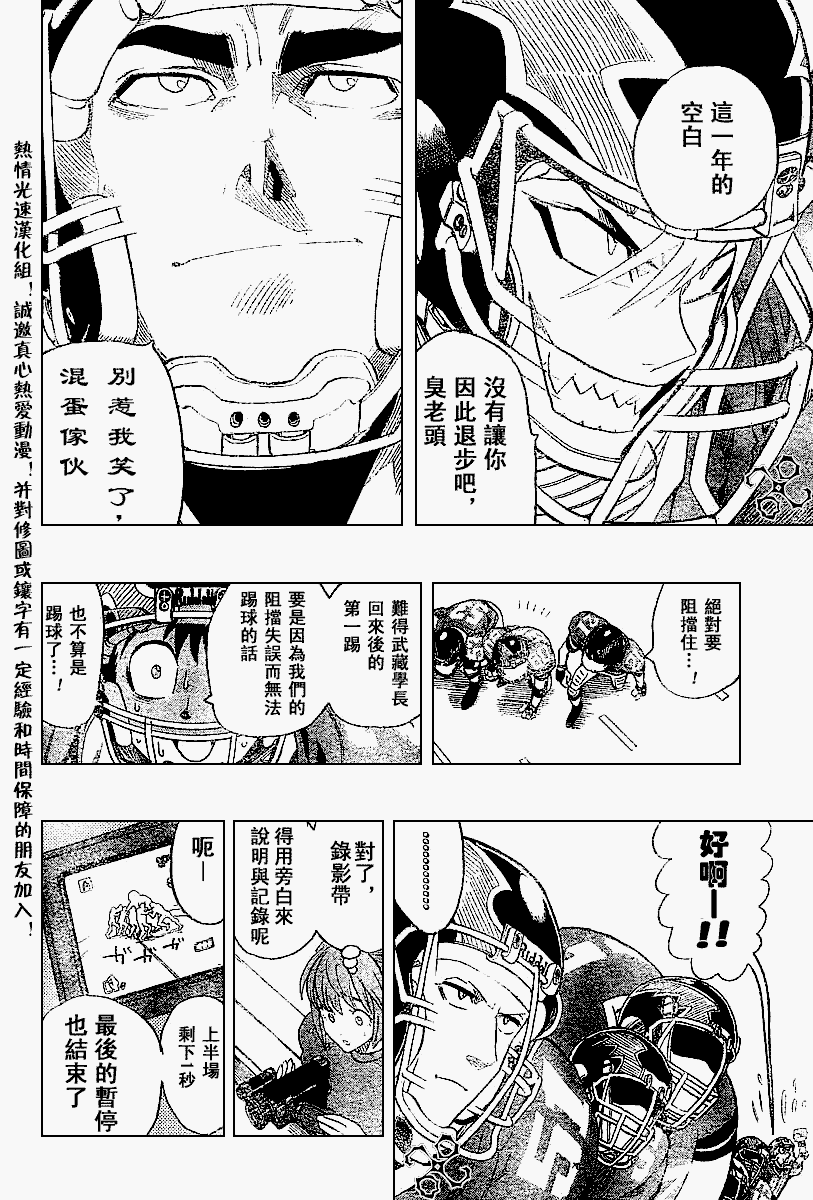 這一年的
空白
沒有讓你
因此退步吧，
臭老頭
別惹我笑了，
混蛋傢伙
絕對要
阻擋住…！
難得武藏學長
回來後的
第一踢
要是因為我們的
阻擋失誤而無法
踢球的話
也不算是
踢球了…！
好啊—！！
…………
Riddell
51
對了，
錄影帶
得用旁白來
說明與記錄呢
呃—
上半場
剩下1秒
最後的暫停
也結束了
熱情光速漢化組！誠邀真心熱愛動漫！并對修圖或鑲字有一定經驗和時間保障的朋友加入！